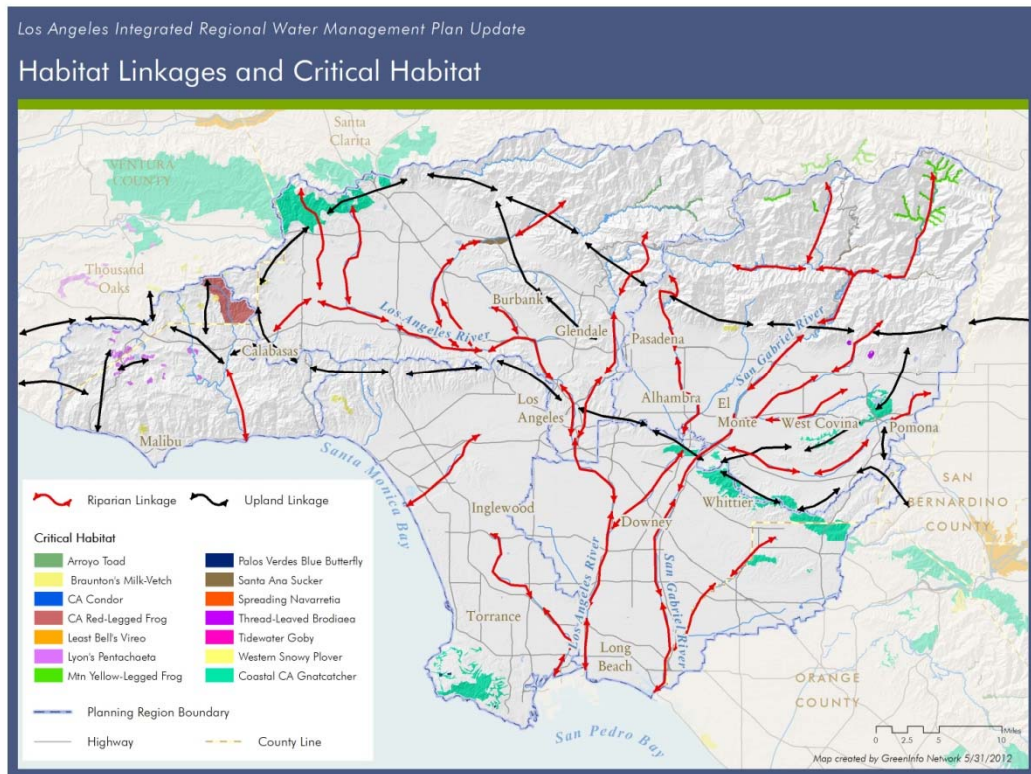 Los Angeles Integrated Regional Water Management Plan Update
Habitat Linkages and Critical Habitat
Santa
Clarita
VENTURA
COUNTY
Thousand
Oaks
Burbank
Los Angeles River
Glendale
Pasadena
San Gabriel River
Calabasas
Alhambra
El
Monte
West Covina
Pomona
Los
Angeles
Malibu
Santa Monica Bay
SAN
BERNARDINO
COUNTY
Whittier
Inglewood
Downey
Los Angeles River
San Gabriel River
Torrance
Long
Beach
ORANGE
COUNTY
San Pedro Bay
Riparian Linkage
Upland Linkage
Critical Habitat
Arroyo Toad
Braunton's Milk-Vetch
CA Condor
CA Red-Legged Frog
Least Bell's Vireo
Lyon's Pentachaeta
Mtn Yellow-Legged Frog
Palos Verdes Blue Butterfly
Santa Ana Sucker
Spreading Navarretia
Thread-Leaved Brodiaea
Tidewater Goby
Western Snowy Plover
Coastal CA Gnatcatcher
Planning Region Boundary
Highway
County Line
0 2.5 5 10 Miles
Map created by GreenInfo Network 5/31/2012